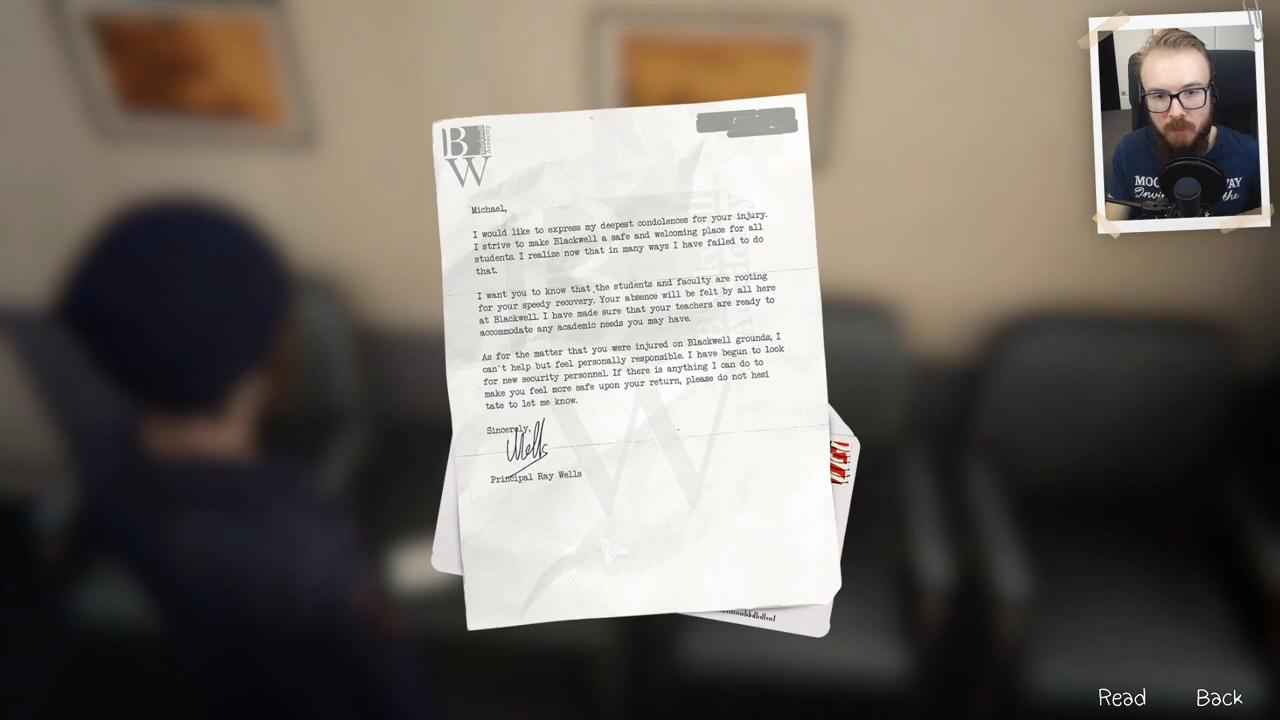 B
W
Blackwell Academy
Michael,
I would like to express my deepest condolences for your injury.
I strive to make Blackwell a safe and welcoming place for all
students. I realize now that in many ways I have failed to do
that.
I want you to know that the students and faculty are rooting
for your speedy recovery. Your absence will be felt by all here
at Blackwell. I have made sure that your teachers are ready to
accommodate any academic needs you may have.
As for the matter that you were injured on Blackwell grounds, I
can't help but feel personally responsible. I have begun to look
for new security personnel. If there is anything I can do to
make you feel more safe upon your return, please do not hesi
tate to let me know.
Sincerely,
Wells
Principal Ray Wells
Read Back